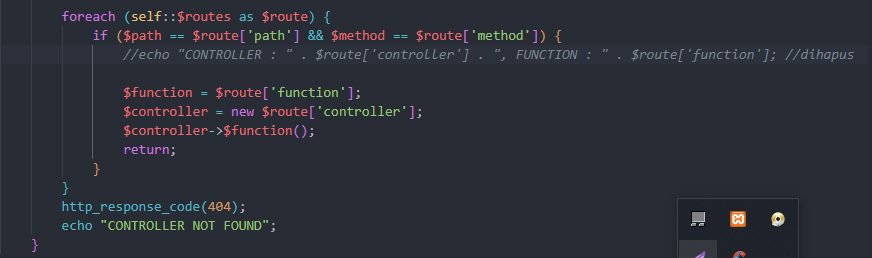 foreach (self::$routes as $route) {
if ($path == $route['path'] && $method == $route['method']) {
//echo "CONTROLLER : " . $route['controller'] . ", FUNCTION : " . $route['function']; //dihapus
$function = $route['function'];
$controller = new $route['controller'];
$controller->$function();
return;
}
}
http_response_code(404);
echo "CONTROLLER NOT FOUND";
}